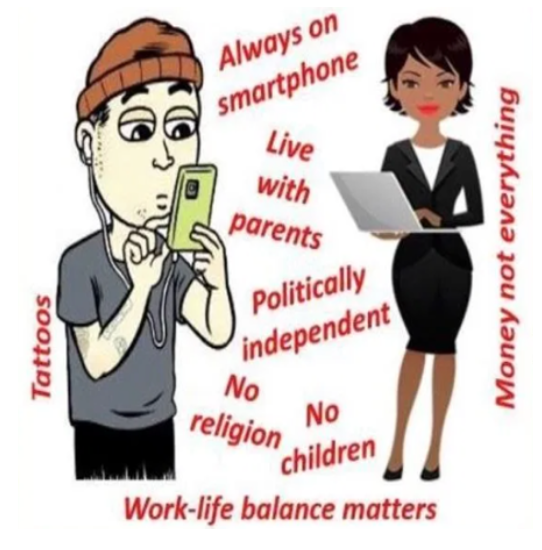 Always on
smartphone
Live
with
parents
Politically
independent
No
religion
No
children
Tattoos
Money not everything
Work-life balance matters